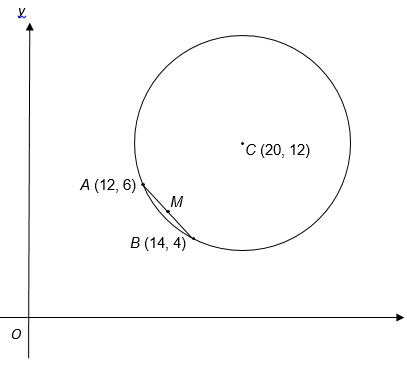 y
C (20, 12)
A (12, 6)
M
B (14, 4)
O